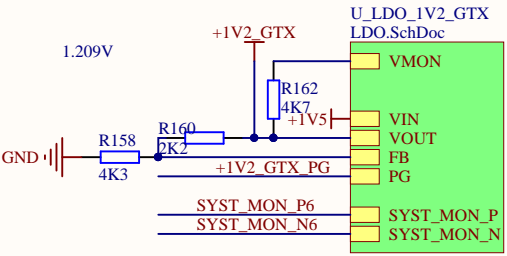 U_LDO_1V2_GTX
LDO.SchDoc
+1V2_GTX
1.209V
VMON
R162
4K7
+1V5
VIN
R160
2K2
VOUT
R158
4K3
GND
FB
+1V2_GTX_PG
PG
SYST_MON_P6
SYST_MON_P
SYST_MON_N6
SYST_MON_N